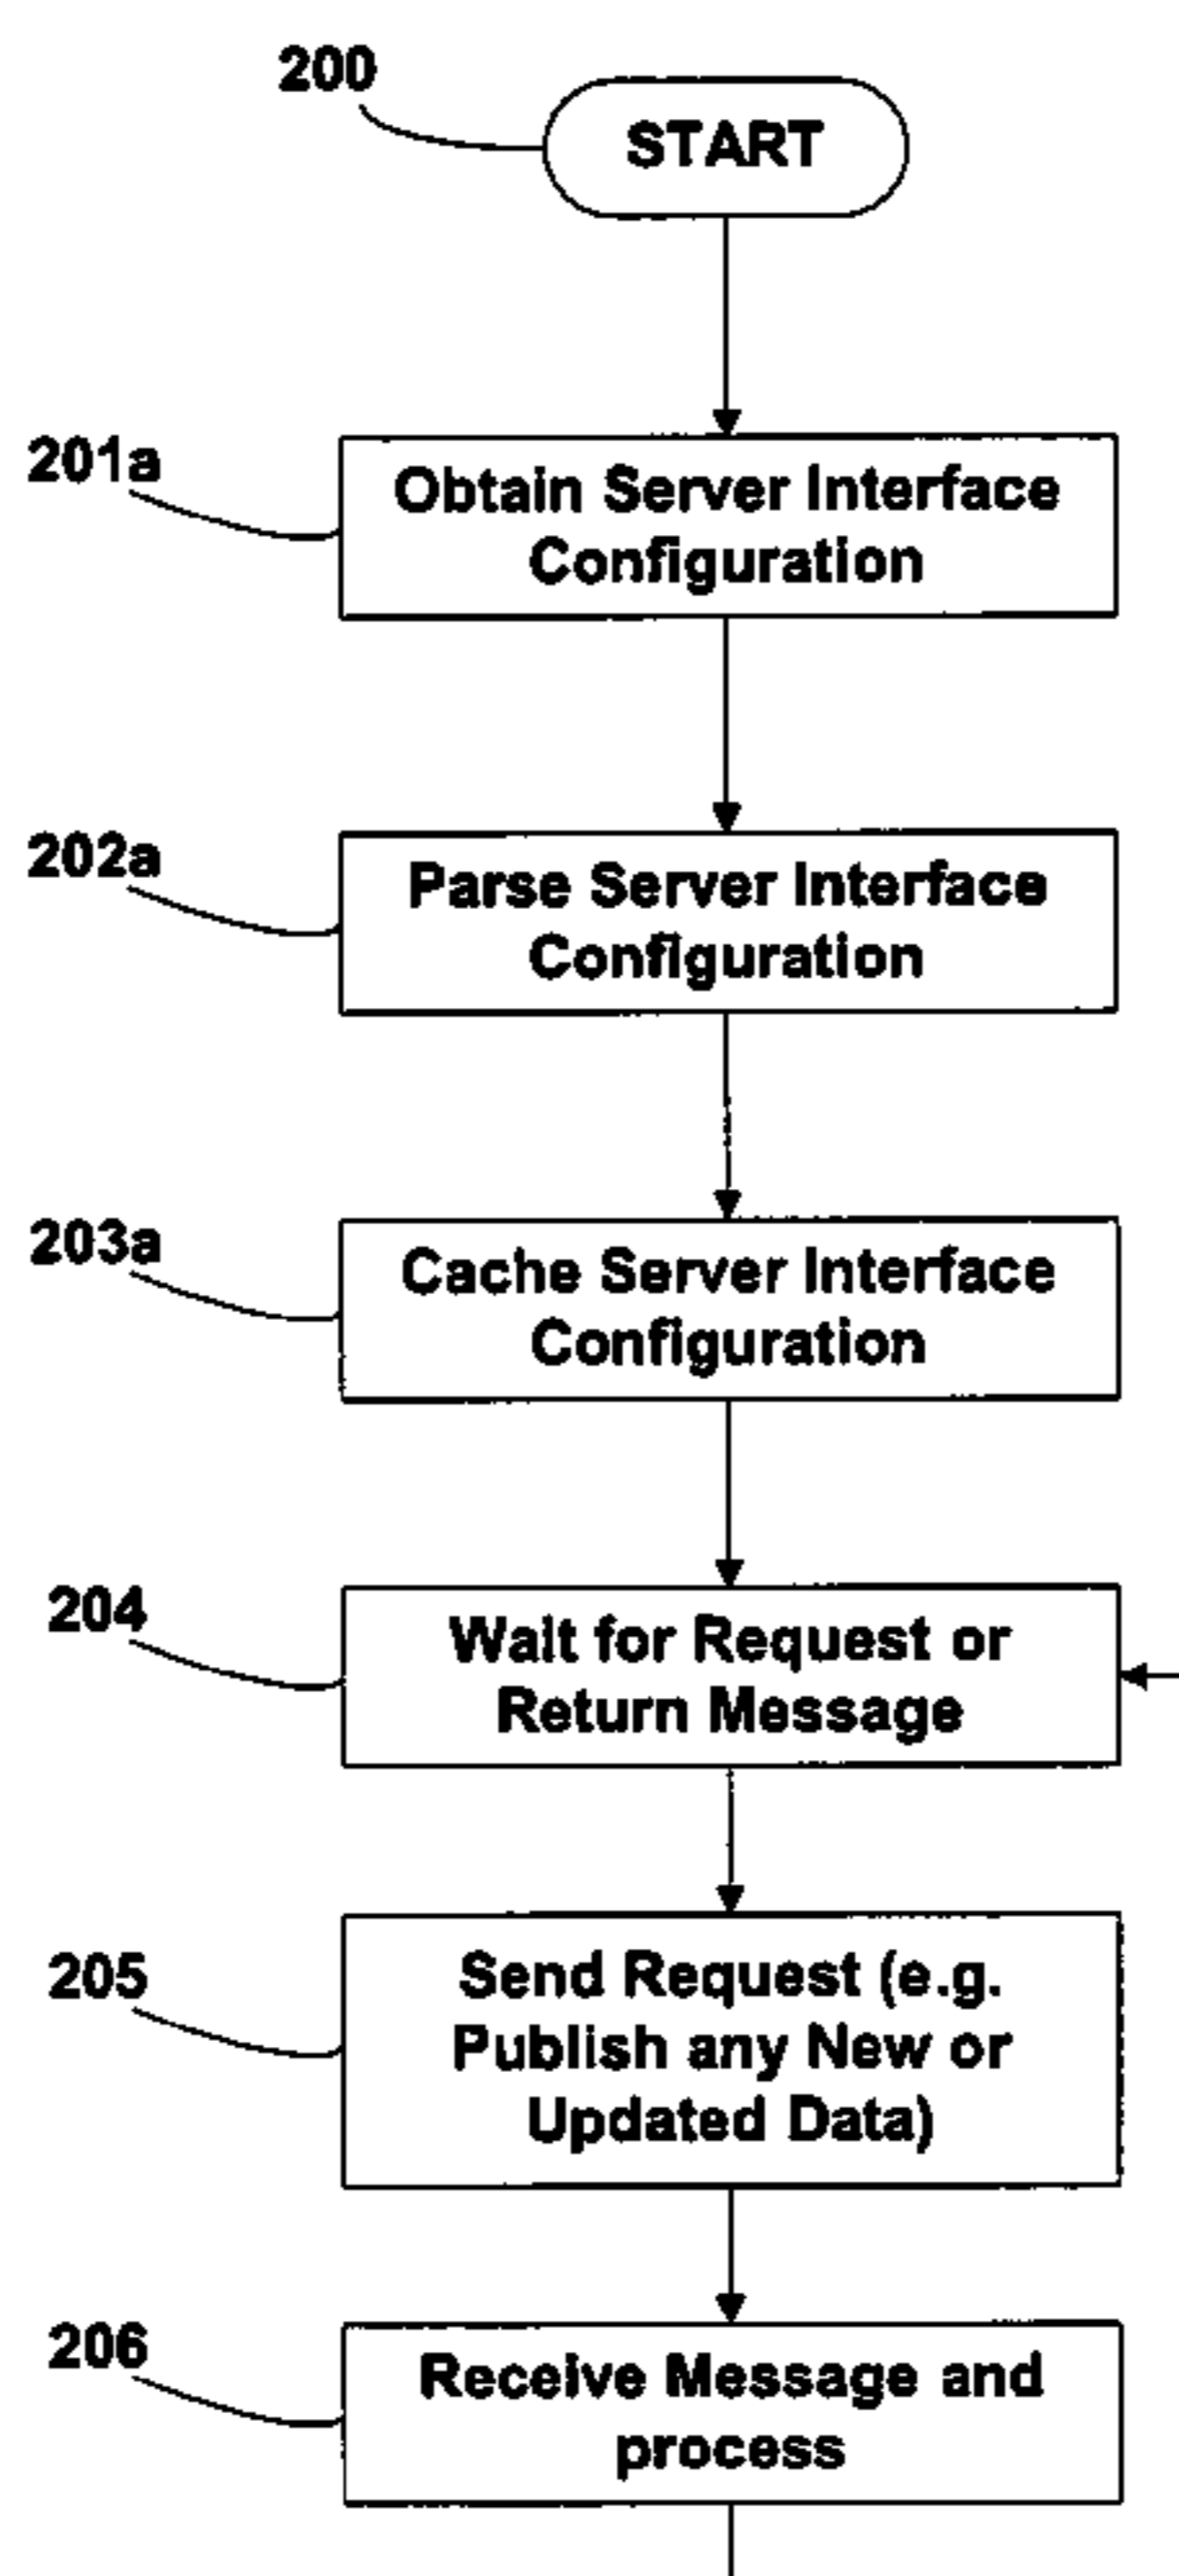 200
START
201a
Obtain Server Interface
Configuration
202a
Parse Server Interface
Configuration
203a
Cache Server Interface
Configuration
204
Wait for Request or
Return Message
205
Send Request (e.g.
Publish any New or
Updated Data)
206
Receive Message and
process